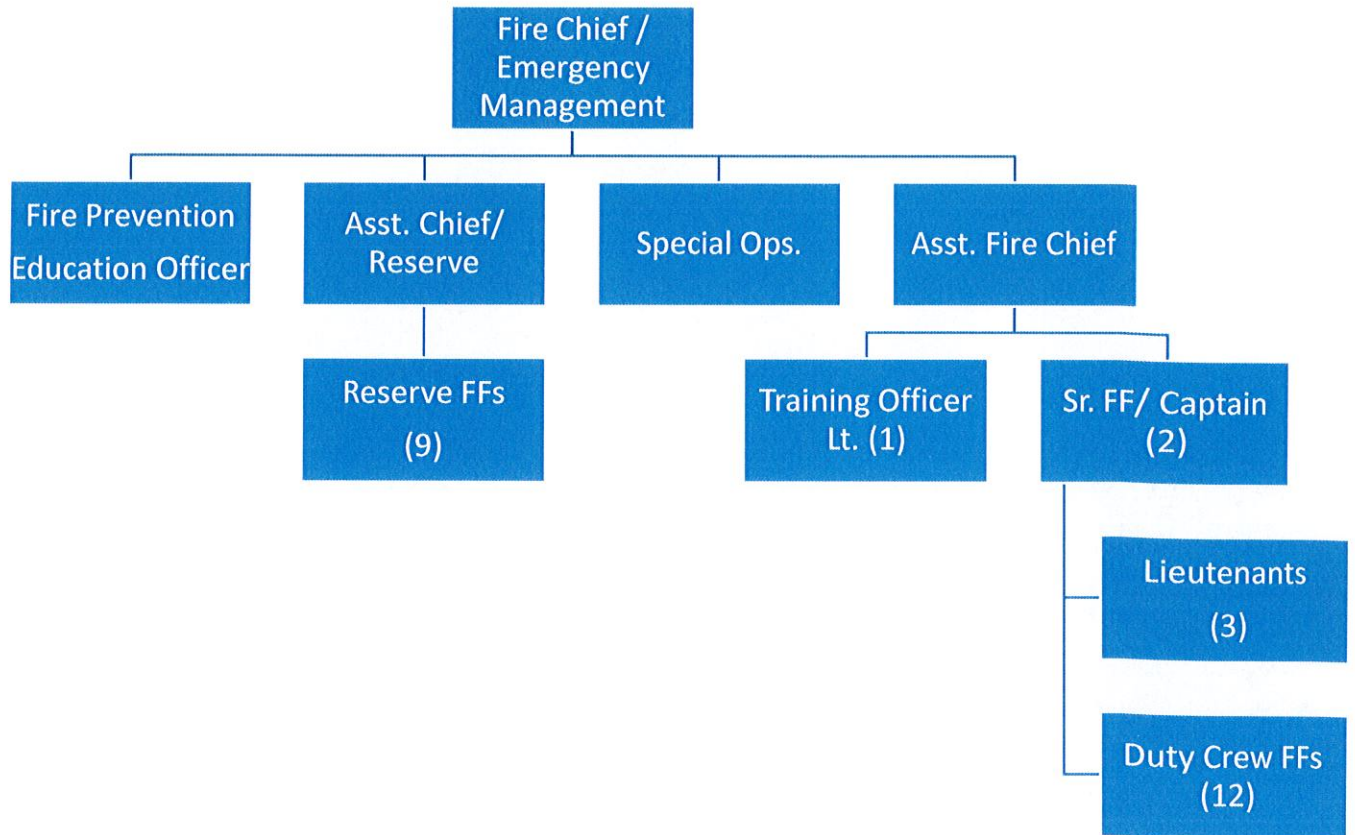 Fire Chief /
Emergency
Management
Fire Prevention
Education Officer
Asst. Chief/
Reserve
Special Ops.
Asst. Fire Chief
Reserve FFs
(9)
Training Officer
Lt. (1)
Sr. FF/ Captain
(2)
Lieutenants
(3)
Duty Crew FFs
(12)